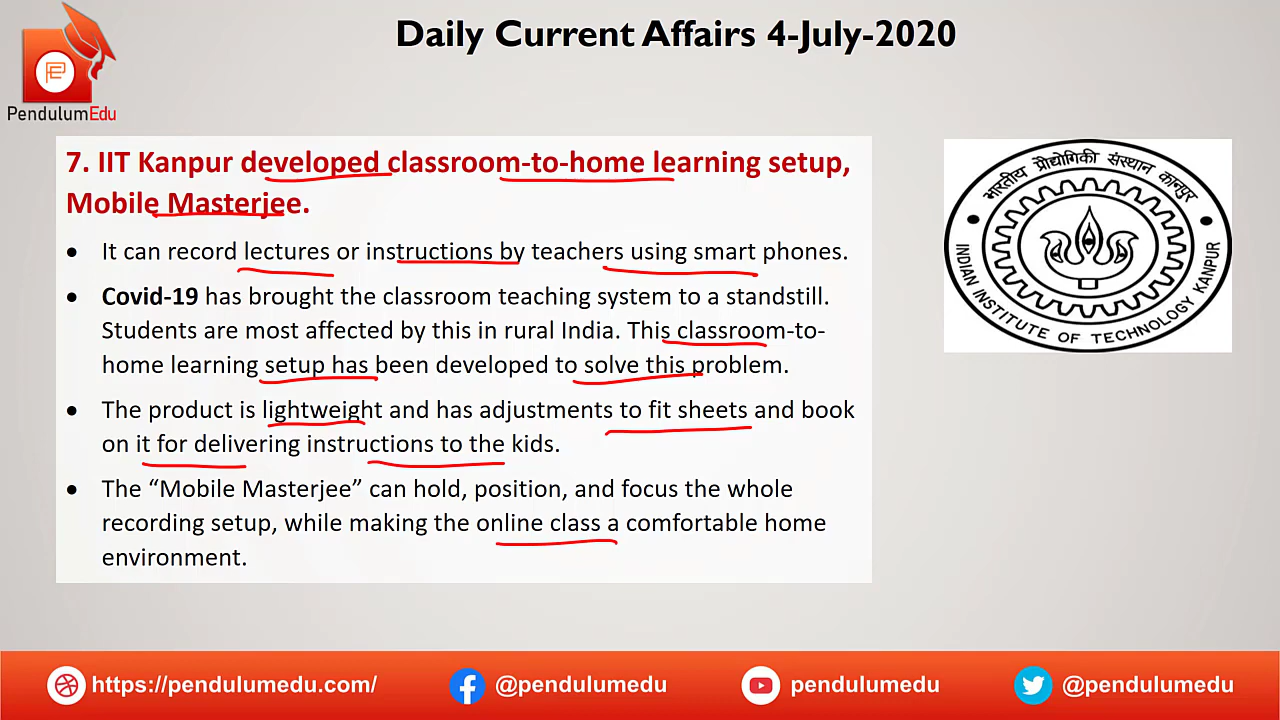 Daily Current Affairs 4-July-2020
PendulumEdu
7. IIT Kanpur developed classroom-to-home learning setup,
Mobile Masterjee.
• It can record lectures or instructions by teachers using smart phones.
• Covid-19 has brought the classroom teaching system to a standstill.
Students are most affected by this in rural India. This classroom-to-
home learning setup has been developed to solve this problem.
• The product is lightweight and has adjustments to fit sheets and book
on it for delivering instructions to the kids.
• The “Mobile Masterjee” can hold, position, and focus the whole
recording setup, while making the online class a comfortable home
environment.
भारतीय प्रौद्योगिकी संस्थान कानपुर
INDIAN INSTITUTE OF TECHNOLOGY KANPUR
https://pendulumedu.com/
@pendulumedu
pendulumedu
@pendulumedu